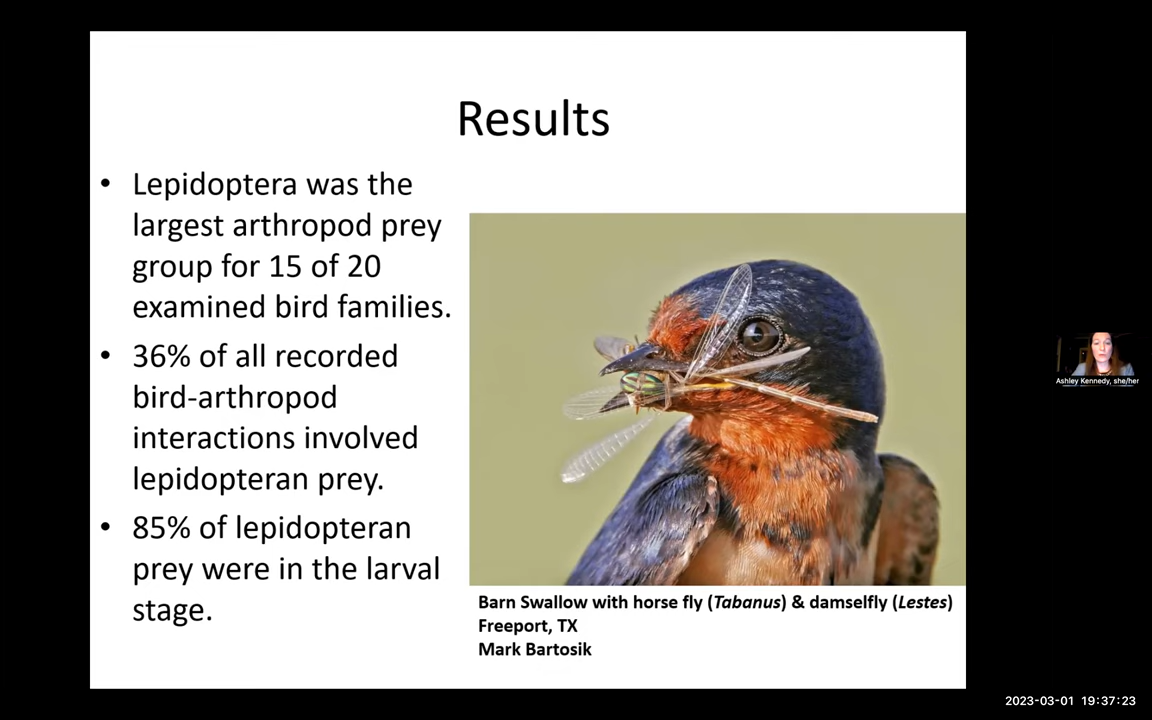 Results
• Lepidoptera was the
largest arthropod prey
group for 15 of 20
examined bird families.
• 36% of all recorded
bird-arthropod
interactions involved
lepidopteran prey.
• 85% of lepidopteran
prey were in the larval
stage.
Barn Swallow with horse fly (Tabanus) & damselfly (Lestes)
Freeport, TX
Mark Bartosik
Ashley Kennedy, she/her
2023-03-01 19:37:23